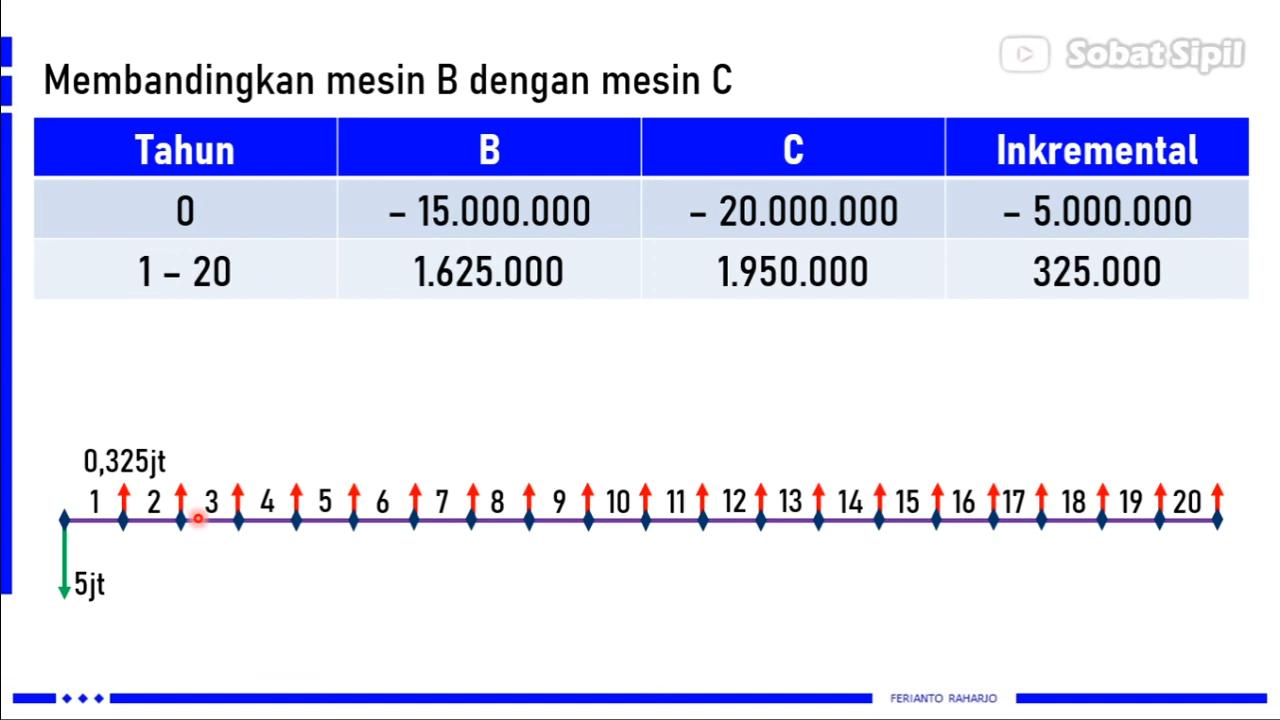 Sobat Sipil
Membandingkan mesin B dengan mesin C
Tahun B C Inkremental
0 – 15.000.000 – 20.000.000 – 5.000.000
1 – 20 1.625.000 1.950.000 325.000
0,325jt
1 2 3 4 5 6 7 8 9 10 11 12 13 14 15 16 17 18 19 20
5jt
FERIANTO RAHARJO